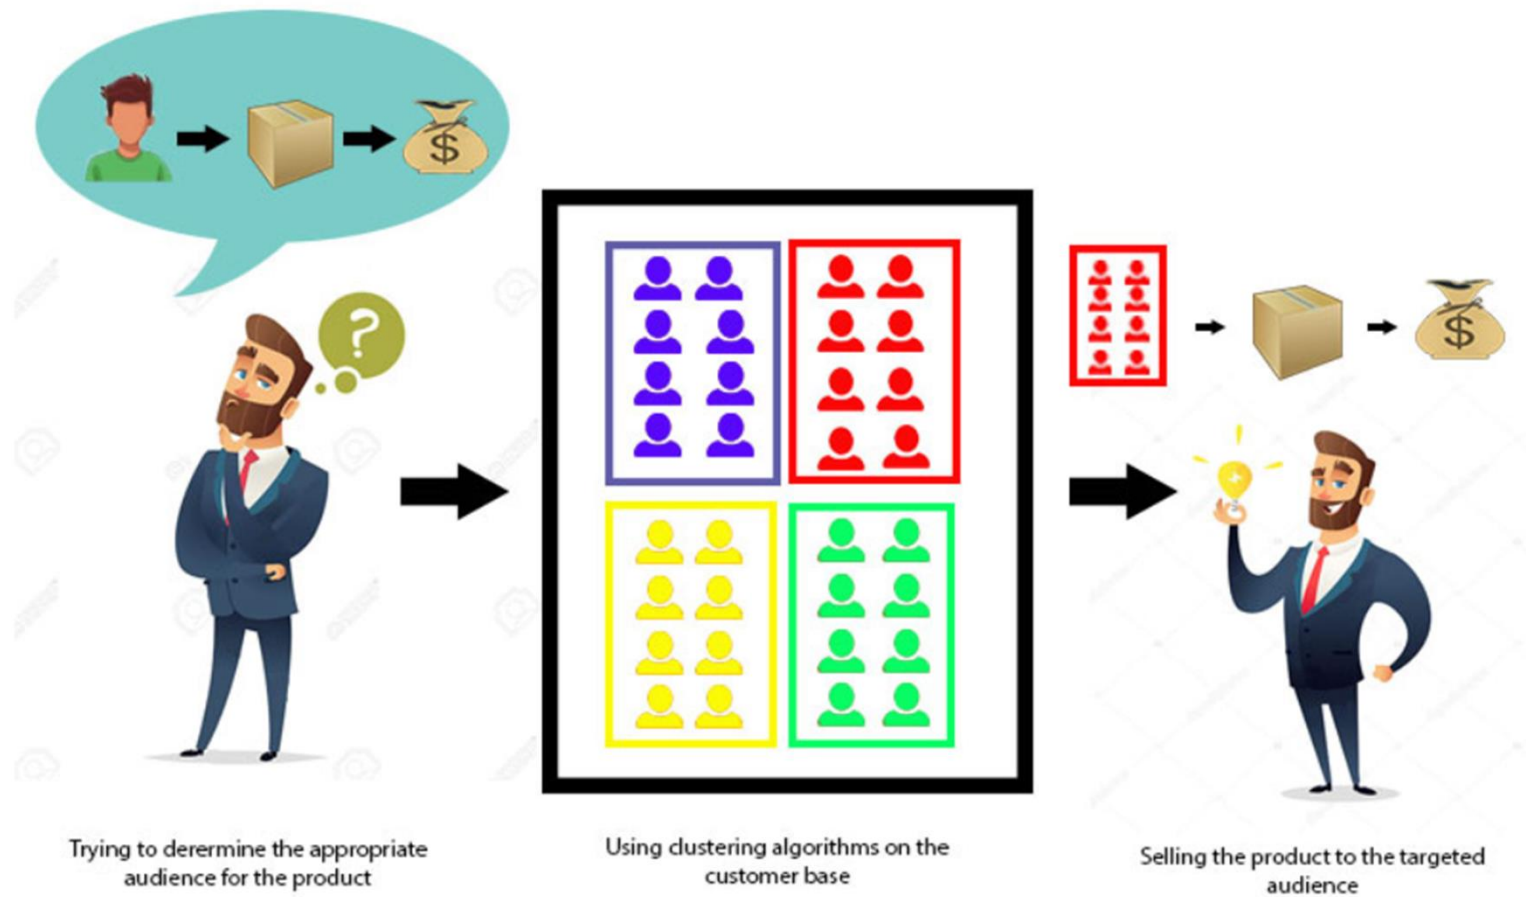 $
?
$
Trying to derermine the appropriate
audience for the product
Using clustering algorithms on the
customer base
Selling the product to the targeted
audience